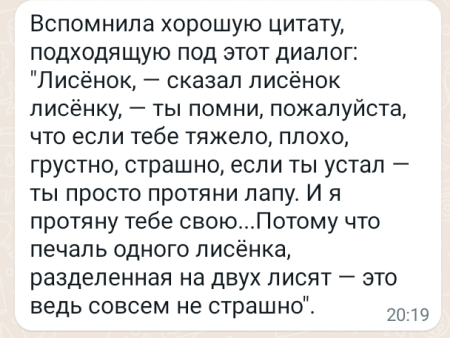 Вспомнила хорошую цитату,
подходящую под этот диалог:
"Лисёнок, — сказал лисёнок
лисёнку, — ты помни, пожалуйста,
что если тебе тяжело, плохо,
грустно, страшно, если ты устал —
ты просто протяни лапу. И я
протяну тебе свою...Потому что
печаль одного лисёнка,
разделенная на двух лисят — это
ведь совсем не страшно".
20:19